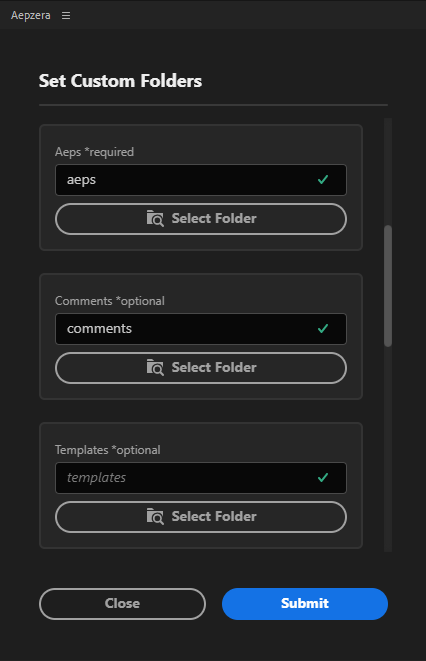 Aepzera
Set Custom Folders
Aeps *required
aeps
Select Folder
Comments *optional
comments
Select Folder
Templates *optional
templates
Select Folder
Close Submit